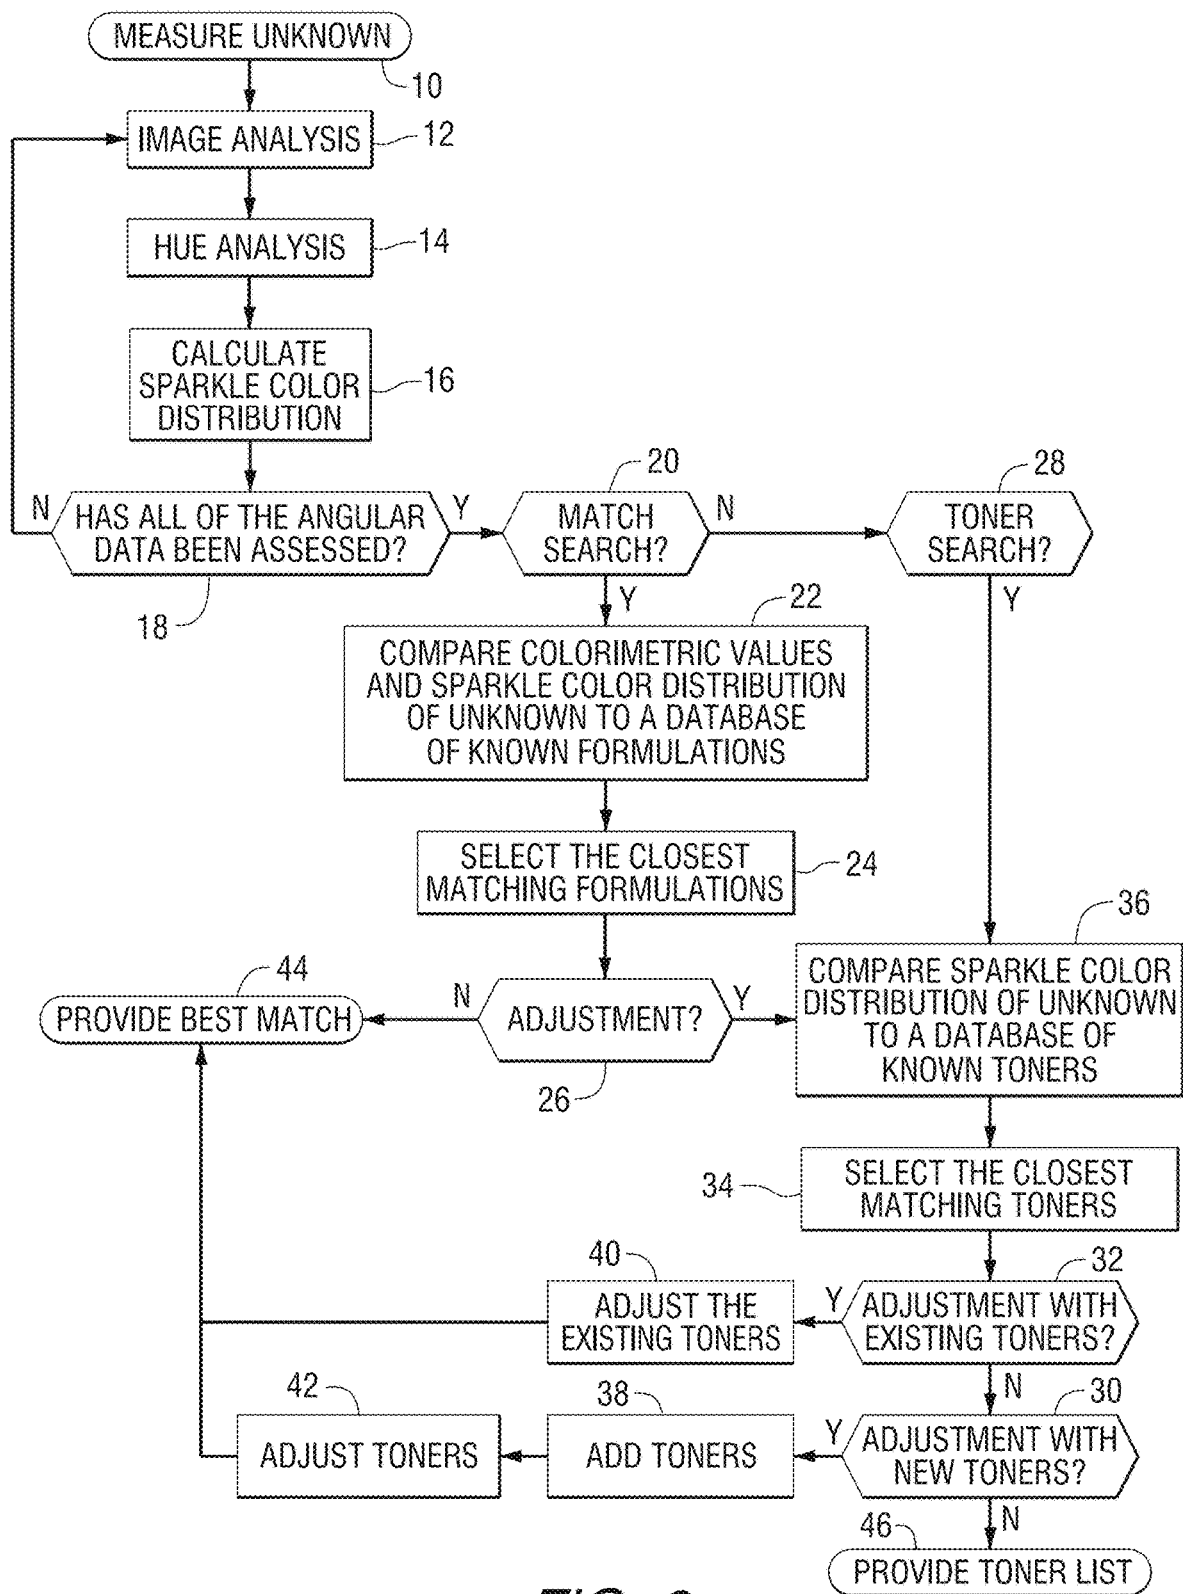 MEASURE UNKNOWN
10
IMAGE ANALYSIS
12
HUE ANALYSIS
14
CALCULATE
SPARKLE COLOR
DISTRIBUTION
16
N
HAS ALL OF THE ANGULAR
DATA BEEN ASSESSED?
Y
18
20
MATCH
SEARCH?
N
Y
28
TONER
SEARCH?
Y
22
COMPARE COLORIMETRIC VALUES
AND SPARKLE COLOR DISTRIBUTION
OF UNKNOWN TO A DATABASE
OF KNOWN FORMULATIONS
SELECT THE CLOSEST
MATCHING FORMULATIONS
24
36
COMPARE SPARKLE COLOR
DISTRIBUTION OF UNKNOWN
TO A DATABASE OF
KNOWN TONERS
44
PROVIDE BEST MATCH
N
ADJUSTMENT?
Y
26
34
SELECT THE CLOSEST
MATCHING TONERS
40
ADJUST THE
EXISTING TONERS
Y
32
ADJUSTMENT WITH
EXISTING TONERS?
N
42
ADJUST TONERS
38
ADD TONERS
Y
30
ADJUSTMENT WITH
NEW TONERS?
N
46
PROVIDE TONER LIST